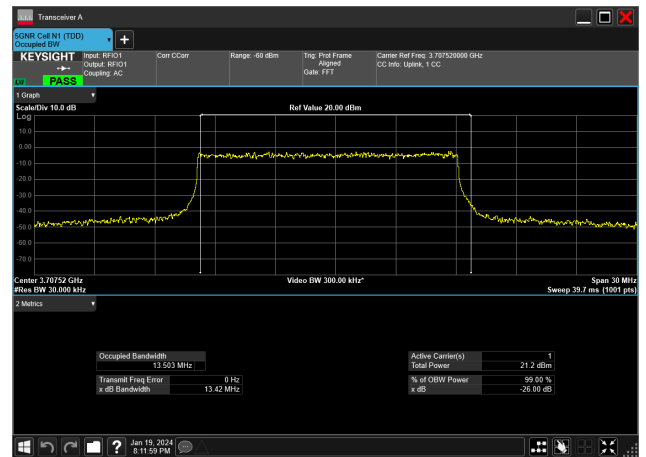 Transceiver A
5GNR Cell N1 (TDD)
Occupied BW
KEYSIGHT
Input: RFIO1
Output: RFIO1
Coupling: AC
Corr CCorr
Range: -60 dBm
Trig: Prot Frame
Aligned
Gate: FFT
Carrier Ref Freq: 3.707520000 GHz
CC Info: Uplink, 1 CC
LW PASS
1 Graph
Scale/Div 10.0 dB
Ref Value 20.00 dBm
Log
10.0
0.00
-10.0
-20.0
-30.0
-40.0
-50.0
-60.0
-70.0
Center 3.70752 GHz
Video BW 300.00 kHz*
Span 30 MHz
#Res BW 30.000 kHz
Sweep 39.7 ms (1001 pts)
2 Metrics
Occupied Bandwidth
13.503 MHz
Transmit Freq Error 0 Hz
x dB Bandwidth 13.42 MHz
Active Carrier(s) 1
Total Power 21.2 dBm
% of OBW Power 99.00 %
x dB -26.00 dB
Jan 19, 2024
8:11:59 PM